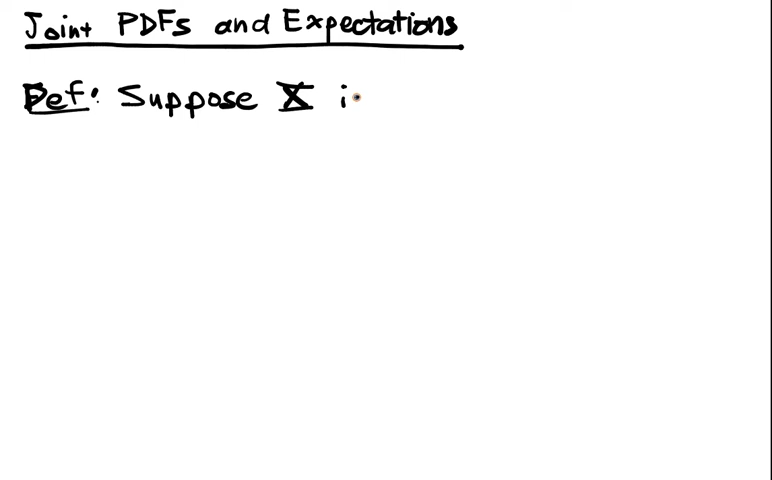 Joint PDFs and Expectations
Def: Suppose X i